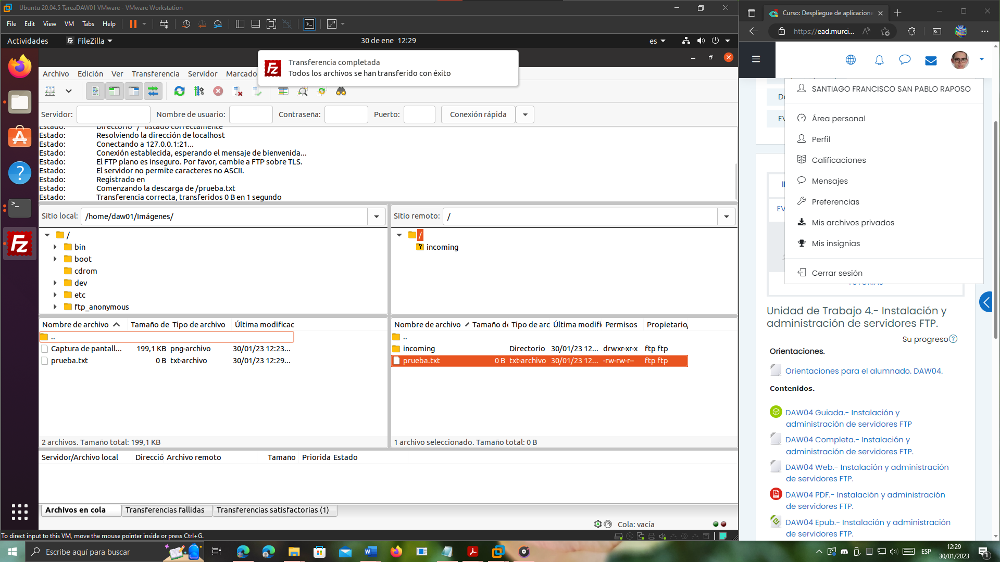 Ubuntu 20.04.5 TareaDAW01 VMware - VMware Workstation
File Edit View VM Tabs Help
Actividades
FileZilla
30 de ene 12:29
es
Transferencia completada
Todos los archivos se han transferido con éxito
Archivo Edición Ver Transferencia Servidor Marcado
Servidor:
Nombre de usuario:
Contraseña:
Puerto:
Conexión rápida
Estado: Directorio "/" listado correctamente
Estado: Resolviendo la dirección de localhost
Estado: Conectando a 127.0.0.1:21...
Estado: Conexión establecida, esperando el mensaje de bienvenida...
Estado: El FTP plano es inseguro. Por favor, cambie a FTP sobre TLS.
Estado: El servidor no permite caracteres no ASCII.
Estado: Registrado en
Estado: Comenzando la descarga de /prueba.txt
Estado: Transferencia correcta, transferidos 0 B en 1 segundo
Sitio local: /home/daw01/Imágenes/
/
bin
boot
cdrom
dev
etc
ftp_anonymous
Sitio remoto: /
/
incoming
Nombre de archivo Tamaño de Tipo de archivo Última modificac
..
Captura de pantall... 199,1 KB png-archivo 30/01/23 12:23...
prueba.txt 0 B txt-archivo 30/01/23 12:29...
2 archivos. Tamaño total: 199,1 KB
Nombre de archivo Tamaño de Tipo de arc Última modifi Permisos Propietario/
..
incoming Directorio 30/01/23 12... drwxr-xr-x ftp ftp
prueba.txt 0 B txt-archivo 30/01/23 12... -rw-rw-r-- ftp ftp
1 archivo seleccionado. Tamaño total: 0 B
Servidor/Archivo local Direcció Archivo remoto Tamaño Priorida Estado
Archivos en cola Transferencias fallidas Transferencias satisfactorias (1)
Cola: vacía
To direct input to this VM, move the mouse pointer inside or press Ctrl+G.
Curso: Despliegue de aplicacione
https://ead.murci...
SANTIAGO FRANCISCO SAN PABLO RAPOSO
Área personal
Perfil
Calificaciones
Mensajes
Preferencias
Mis archivos privados
Mis insignias
Cerrar sesión
Unidad de Trabajo 4.- Instalación y
administración de servidores FTP.
Su progreso
Orientaciones.
Orientaciones para el alumnado. DAW04.
Contenidos.
DAW04 Guiada.- Instalación y
administración de servidores FTP
DAW04 Completa.- Instalación y
administración de servidores FTP.
DAW04 Web.- Instalación y administración
de servidores FTP.
DAW04 PDF.- Instalación y administración
de servidores FTP.
DAW04 Epub.- Instalación y administración
de servidores FTP.
Escribe aquí para buscar
ESP
12:29
30/01/2023
1